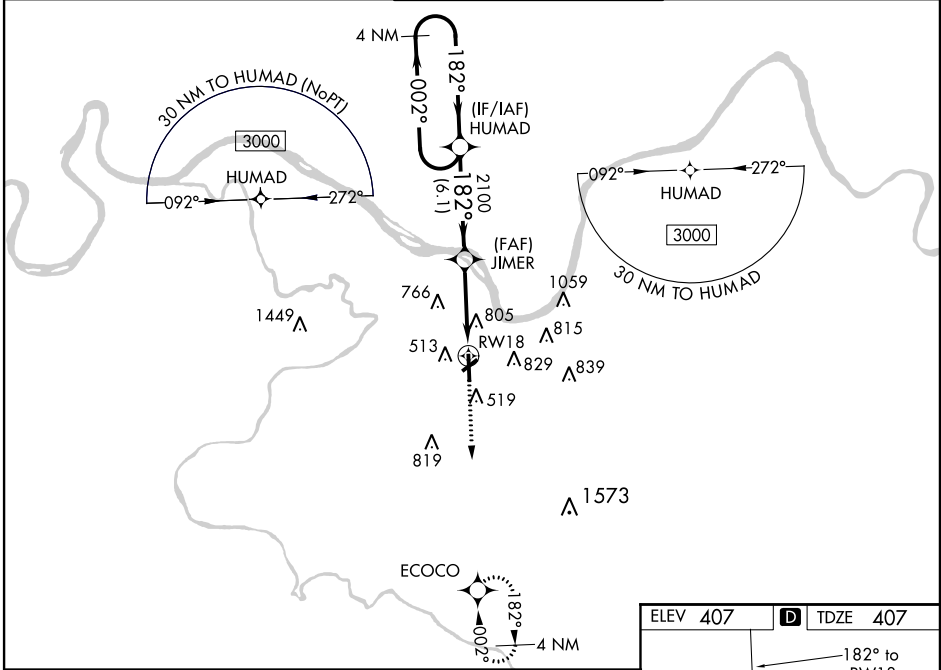 4 NM
182°
002°
(IF/IAF)
HUMAD
30 NM TO HUMAD (NoPT)
3000
HUMAD
092°
272°
2100
182°
(6.1)
092°
272°
HUMAD
3000
30 NM TO HUMAD
(FAF)
JIMER
766
1059
805
1449
815
RW18
513
829
839
519
819
1573
ECOCO
182°
002°
4 NM
ELEV 407 D TDZE 407
182° to